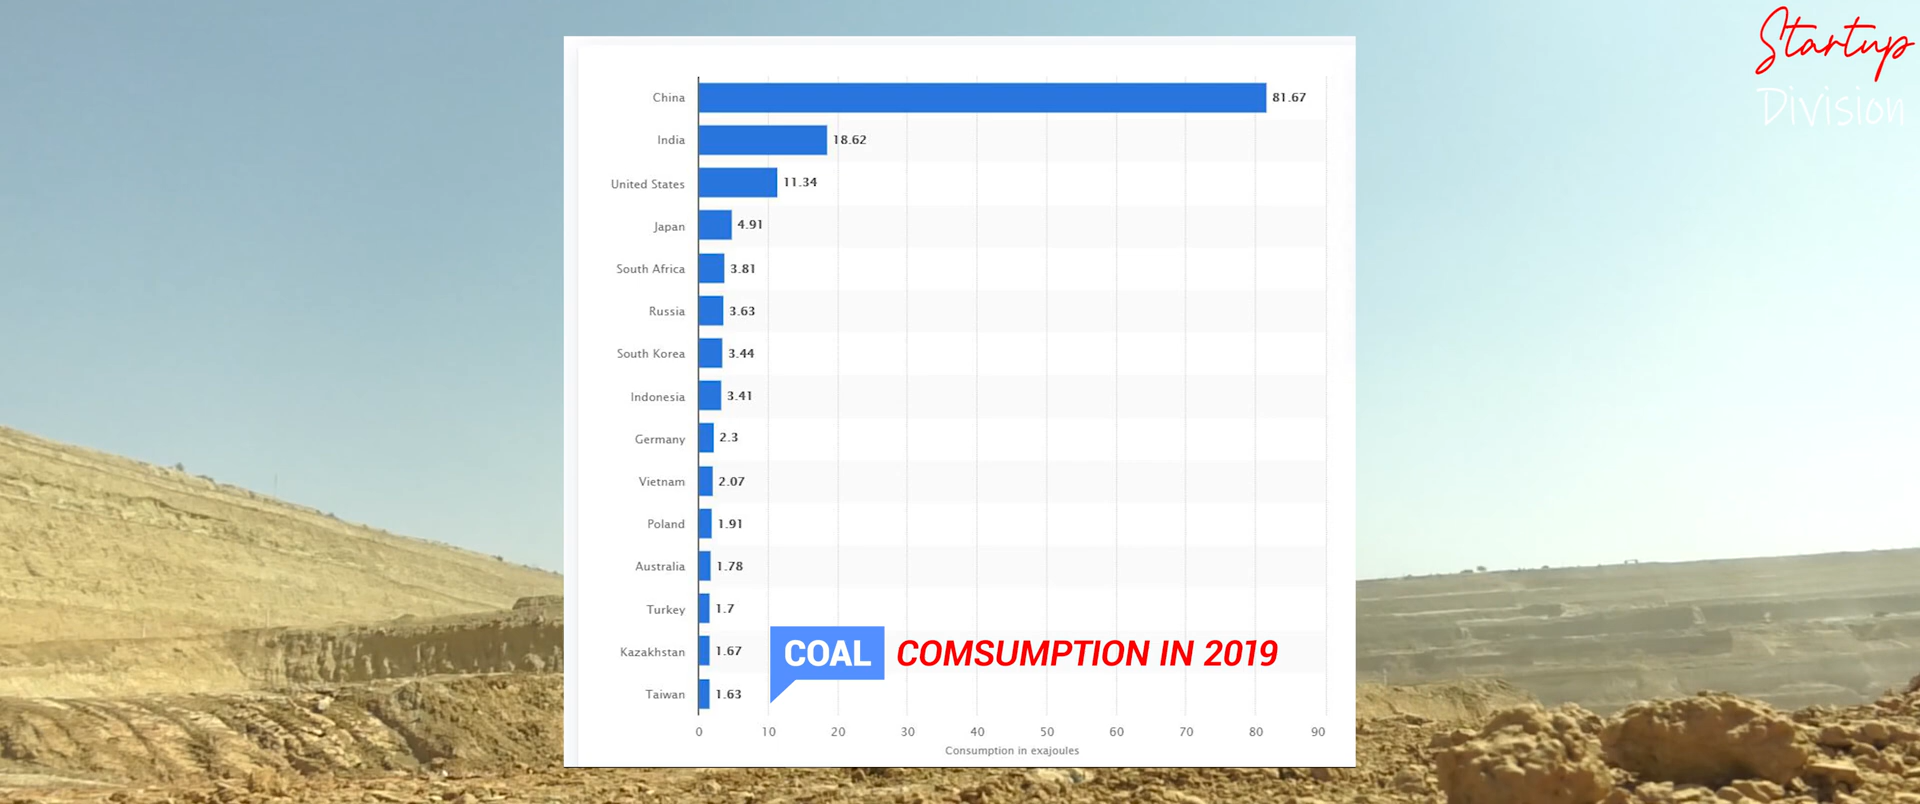 Startup
Division
China 81.67
India 18.62
United States 11.34
Japan 4.91
South Africa 3.81
Russia 3.63
South Korea 3.44
Indonesia 3.41
Germany 2.3
Vietnam 2.07
Poland 1.91
Australia 1.78
Turkey 1.7
Kazakhstan 1.67
COAL COMSUMPTION IN 2019
Taiwan 1.63
0 10 20 30 40 50 60 70 80 90
Consumption in exajoules